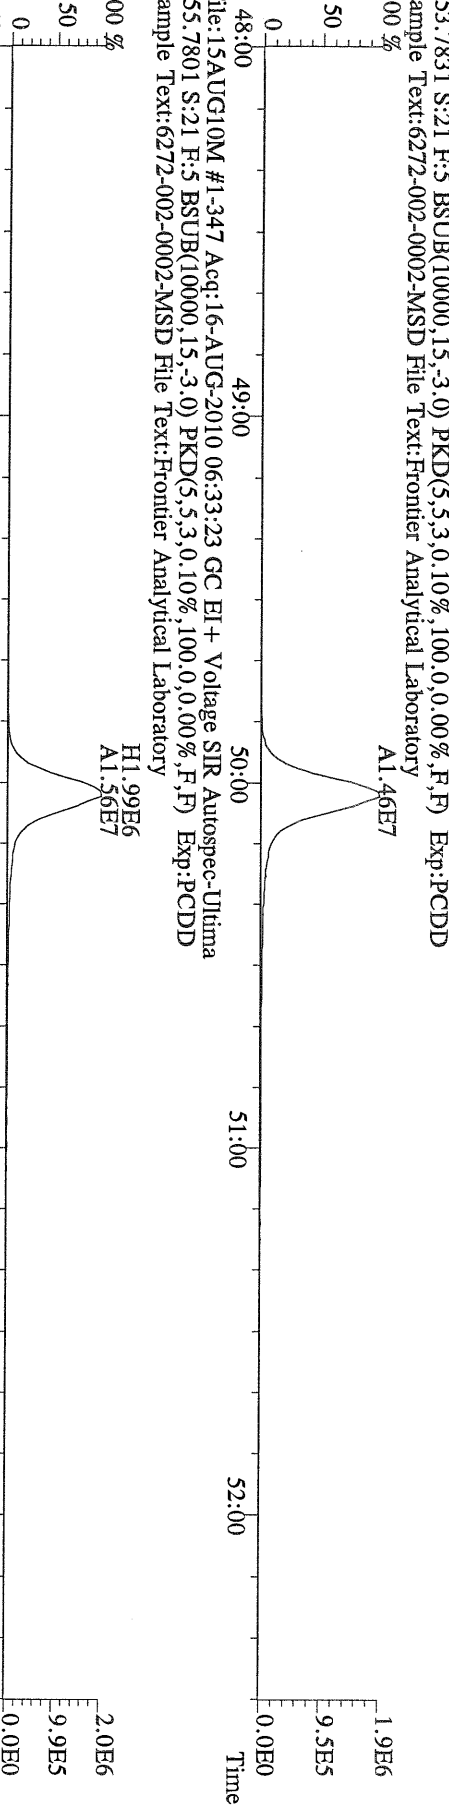 53.7831 S:21 F:5 BSUB(10000,15,-3.0) PKD(5,5,3,0.10%,100.0,0.00%,F,F) Exp:PCDD
ample Text:6272-002-0002-MSD File Text:Frontier Analytical Laboratory
00 %
A1.46E7
1.9E6
50
9.5E5
0
0.0E0
48:00 49:00 50:00 51:00 52:00 Time
ile:15AUG10M #1-347 Acq:16-AUG-2010 06:33:23 GC EI+ Voltage SIR Autospec-Ultima
55.7801 S:21 F:5 BSUB(10000,15,-3.0) PKD(5,5,3,0.10%,100.0,0.00%,F,F) Exp:PCDD
ample Text:6272-002-0002-MSD File Text:Frontier Analytical Laboratory
00 %
H1.99E6
A1.56E7
2.0E6
50
9.9E5
0
0.0E0